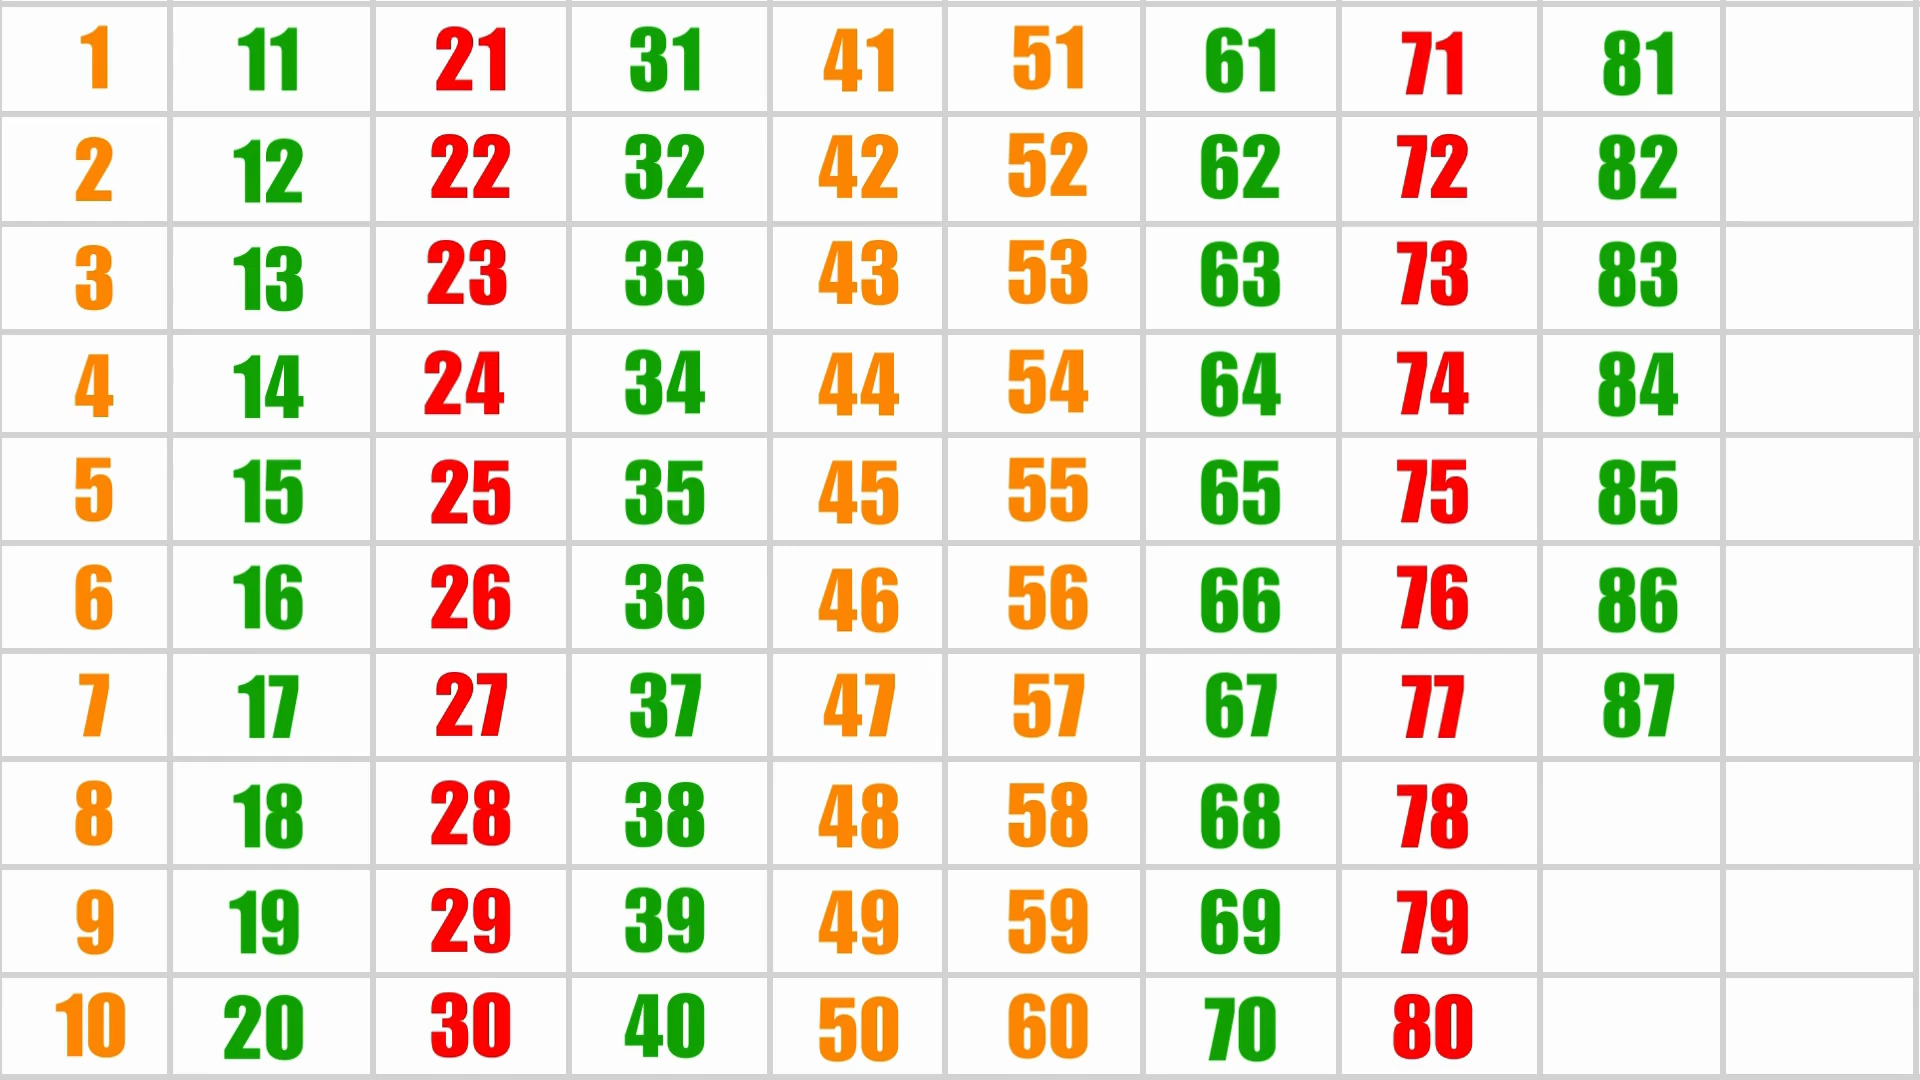 1 11 21 31 41 51 61 71 81
2 12 22 32 42 52 62 72 82
3 13 23 33 43 53 63 73 83
4 14 24 34 44 54 64 74 84
5 15 25 35 45 55 65 75 85
6 16 26 36 46 56 66 76 86
7 17 27 37 47 57 67 77 87
8 18 28 38 48 58 68 78
9 19 29 39 49 59 69 79
10 20 30 40 50 60 70 80